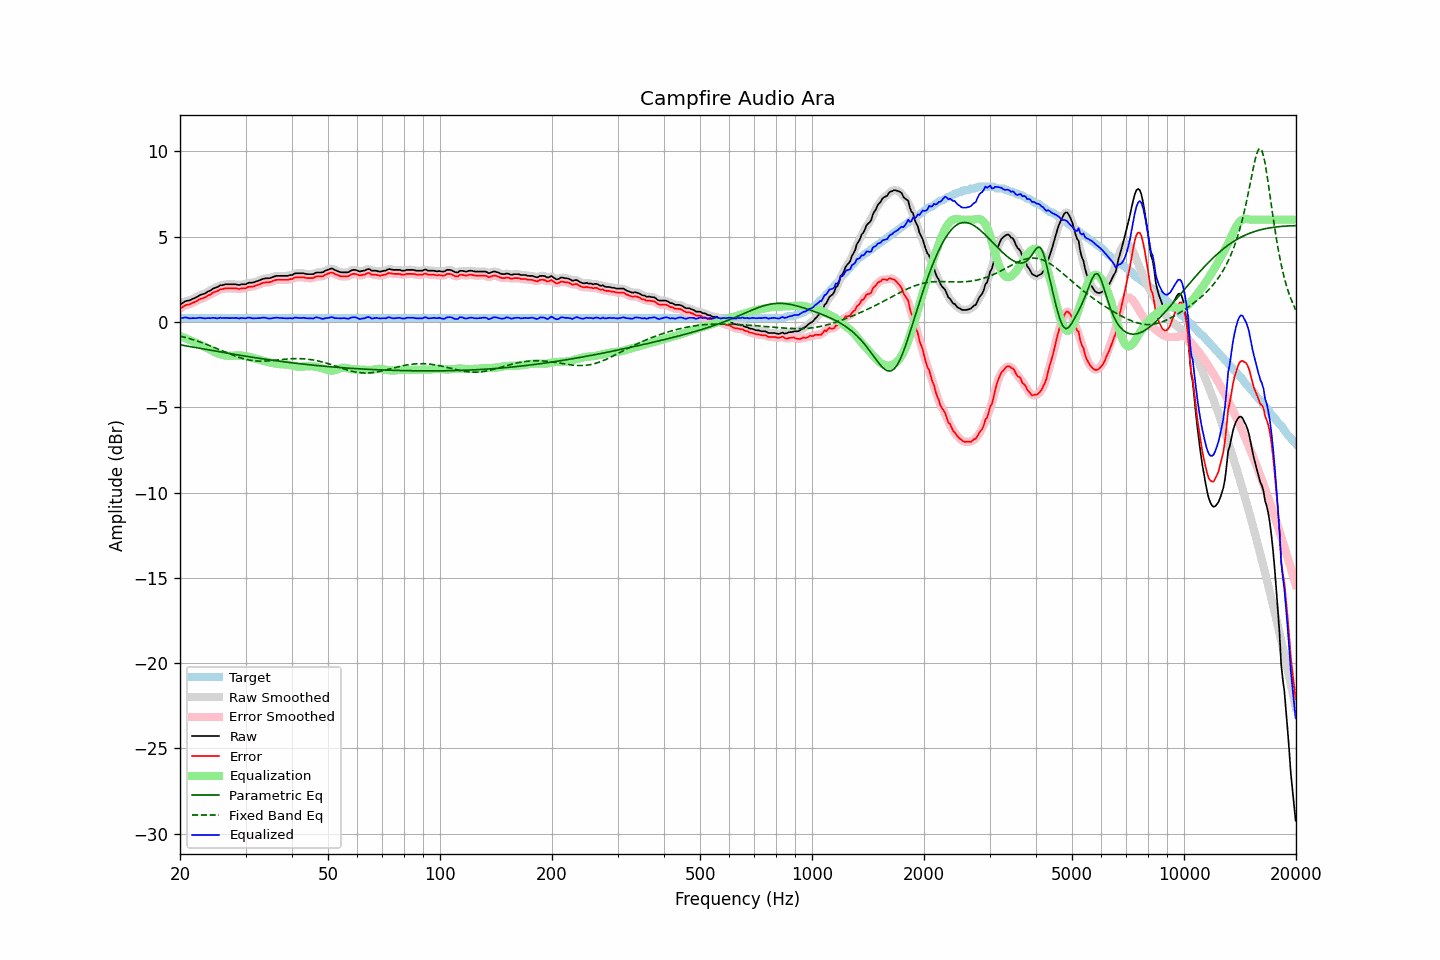 Campfire Audio Ara
10
5
0
−5
−10
−15
−20
−25
−30
Amplitude (dBr)
Target
Raw Smoothed
Error Smoothed
Raw
Error
Equalization
Parametric Eq
Fixed Band Eq
Equalized
20 50 100 200 500 1000 2000 5000 10000 20000
Frequency (Hz)